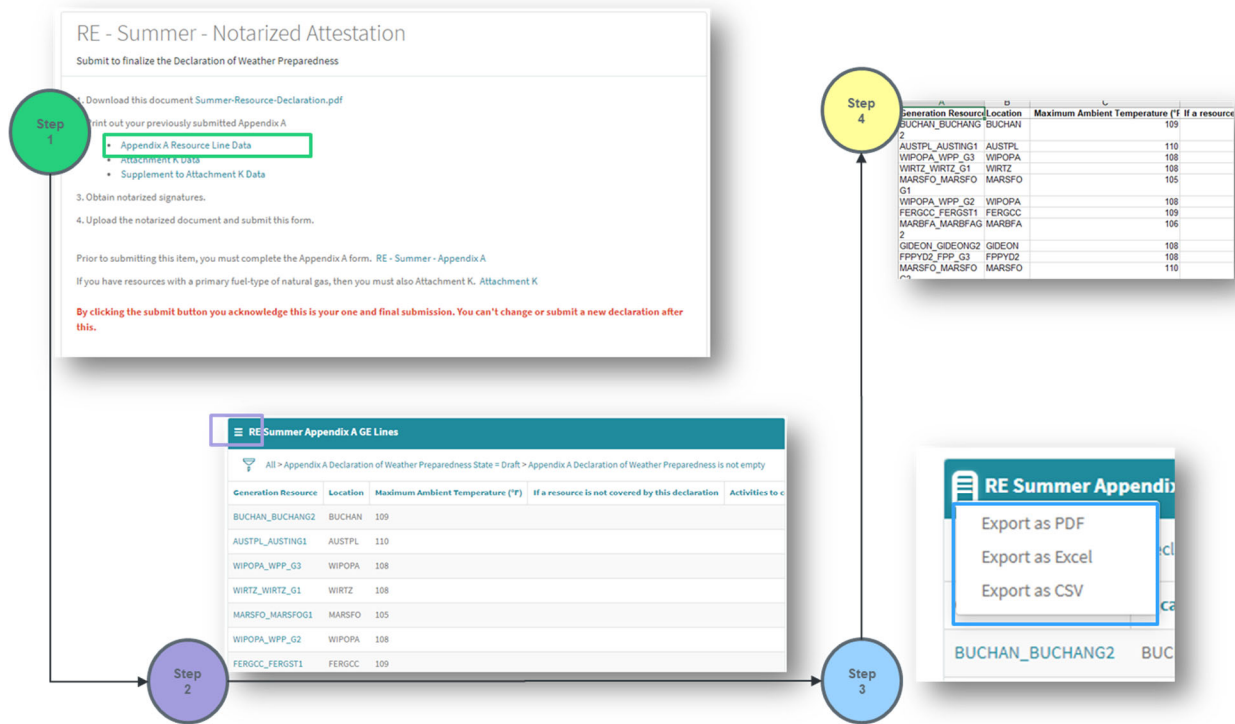 RE - Summer - Notarized Attestation
Submit to finalize the Declaration of Weather Preparedness
1. Download this document Summer-Resource-Declaration.pdf
Print out your previously submitted Appendix A
• Appendix A Resource Line Data
• Attachment K Data
• Supplement to Attachment K Data
3. Obtain notarized signatures.
4. Upload the notarized document and submit this form.
Prior to submitting this item, you must complete the Appendix A form. RE - Summer - Appendix A
If you have resources with a primary fuel-type of natural gas, then you must also Attachment K. Attachment K
By clicking the submit button you acknowledge this is your one and final submission. You can't change or submit a new declaration after
this.
Step
1
RE Summer Appendix A GE Lines
All > Appendix A Declaration of Weather Preparedness State = Draft > Appendix A Declaration of Weather Preparedness is not empty
Generation Resource Location Maximum Ambient Temperature (°F) If a resource is not covered by this declaration Activities to c
BUCHAN_BUCHANG2 BUCHAN 109
AUSTPL_AUSTING1 AUSTPL 110
WIPOPA_WPP_G3 WIPOPA 108
WIRTZ_WIRTZ_G1 WIRTZ 108
MARSFO_MARSFOG1 MARSFO 105
WIPOPA_WPP_G2 WIPOPA 108
FERGCC_FERGST1 FERGCC 109
Step
2
RE Summer Appendix
Export as PDF
Export as Excel
Export as CSV
BUCHAN_BUCHANG2 BUC
Step
3
Step
4
A B C
Generation Resource Location Maximum Ambient Temperature (°F If a resource
BUCHAN_BUCHANG BUCHAN 109
2
AUSTPL_AUSTING1 AUSTPL 110
WIPOPA_WPP_G3 WIPOPA 108
WIRTZ_WIRTZ_G1 WIRTZ 108
MARSFO_MARSFO MARSFO 105
G1
WIPOPA_WPP_G2 WIPOPA 108
FERGCC_FERGST1 FERGCC 109
MARBFA_MARBFAG MARBFA 106
2
GIDEON_GIDEONG2 GIDEON 108
FPPYD2_FPP_G3 FPPYD2 108
MARSFO_MARSFO MARSFO 110